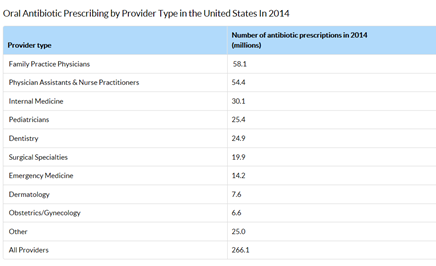 Oral Antibiotic Prescribing by Provider Type in the United States In 2014
Provider type
Number of antibiotic prescriptions in 2014
(millions)
Family Practice Physicians 58.1
Physician Assistants & Nurse Practitioners 54.4
Internal Medicine 30.1
Pediatricians 25.4
Dentistry 24.9
Surgical Specialties 19.9
Emergency Medicine 14.2
Dermatology 7.6
Obstetrics/Gynecology 6.6
Other 25.0
All Providers 266.1